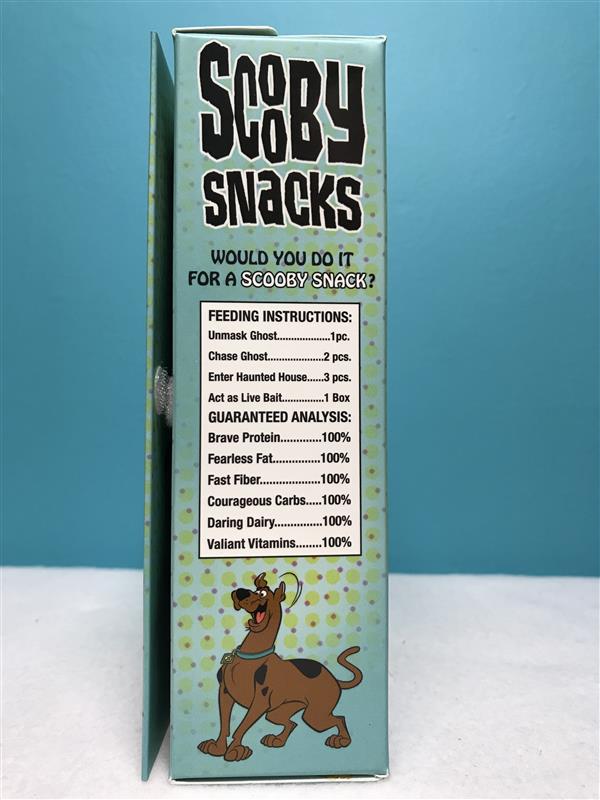 SCOOBY
SNaCKS
WOULD YOU DO IT
FOR A SCOOBY SNACK?
FEEDING INSTRUCTIONS:
Unmask Ghost..................1pc.
Chase Ghost...................2 pcs.
Enter Haunted House......3 pcs.
Act as Live Bait..............1 Box
GUARANTEED ANALYSIS:
Brave Protein.............100%
Fearless Fat...............100%
Fast Fiber...................100%
Courageous Carbs.....100%
Daring Dairy...............100%
Valiant Vitamins........100%